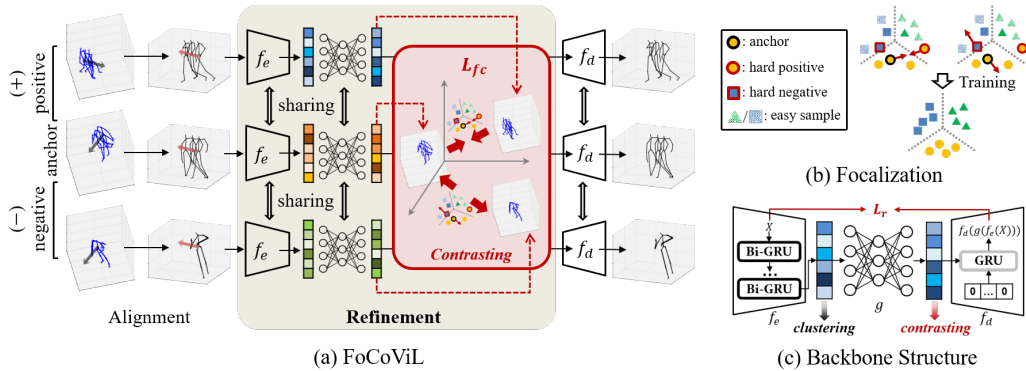 (+)
positive
anchor
(−)
negative
f_e
f_e
f_e
sharing
sharing
L_fc
Contrasting
f_d
f_d
f_d
Alignment
Refinement
(a) FoCoViL
: anchor
: hard positive
: hard negative
/ : easy sample
Training
(b) Focalization
L_r
X
Bi-GRU
...
Bi-GRU
f_e
clustering
g
contrasting
f_d(g(f_e(X)))
GRU
0 ... 0
f_d
(c) Backbone Structure